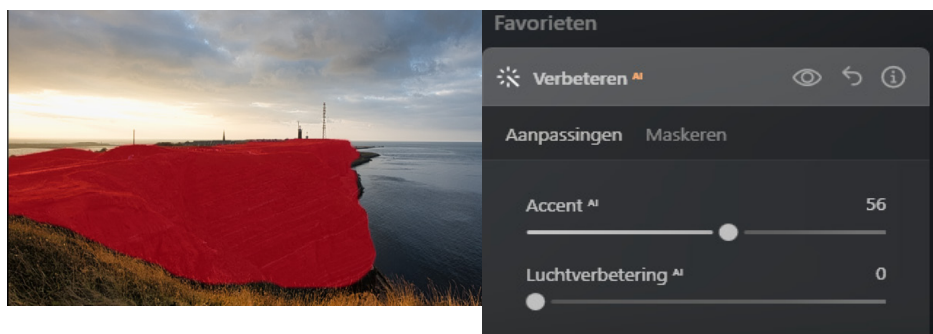 Favorieten
Verbeteren AI
Aanpassingen Maskeren
Accent AI 56
Luchtverbetering AI 0